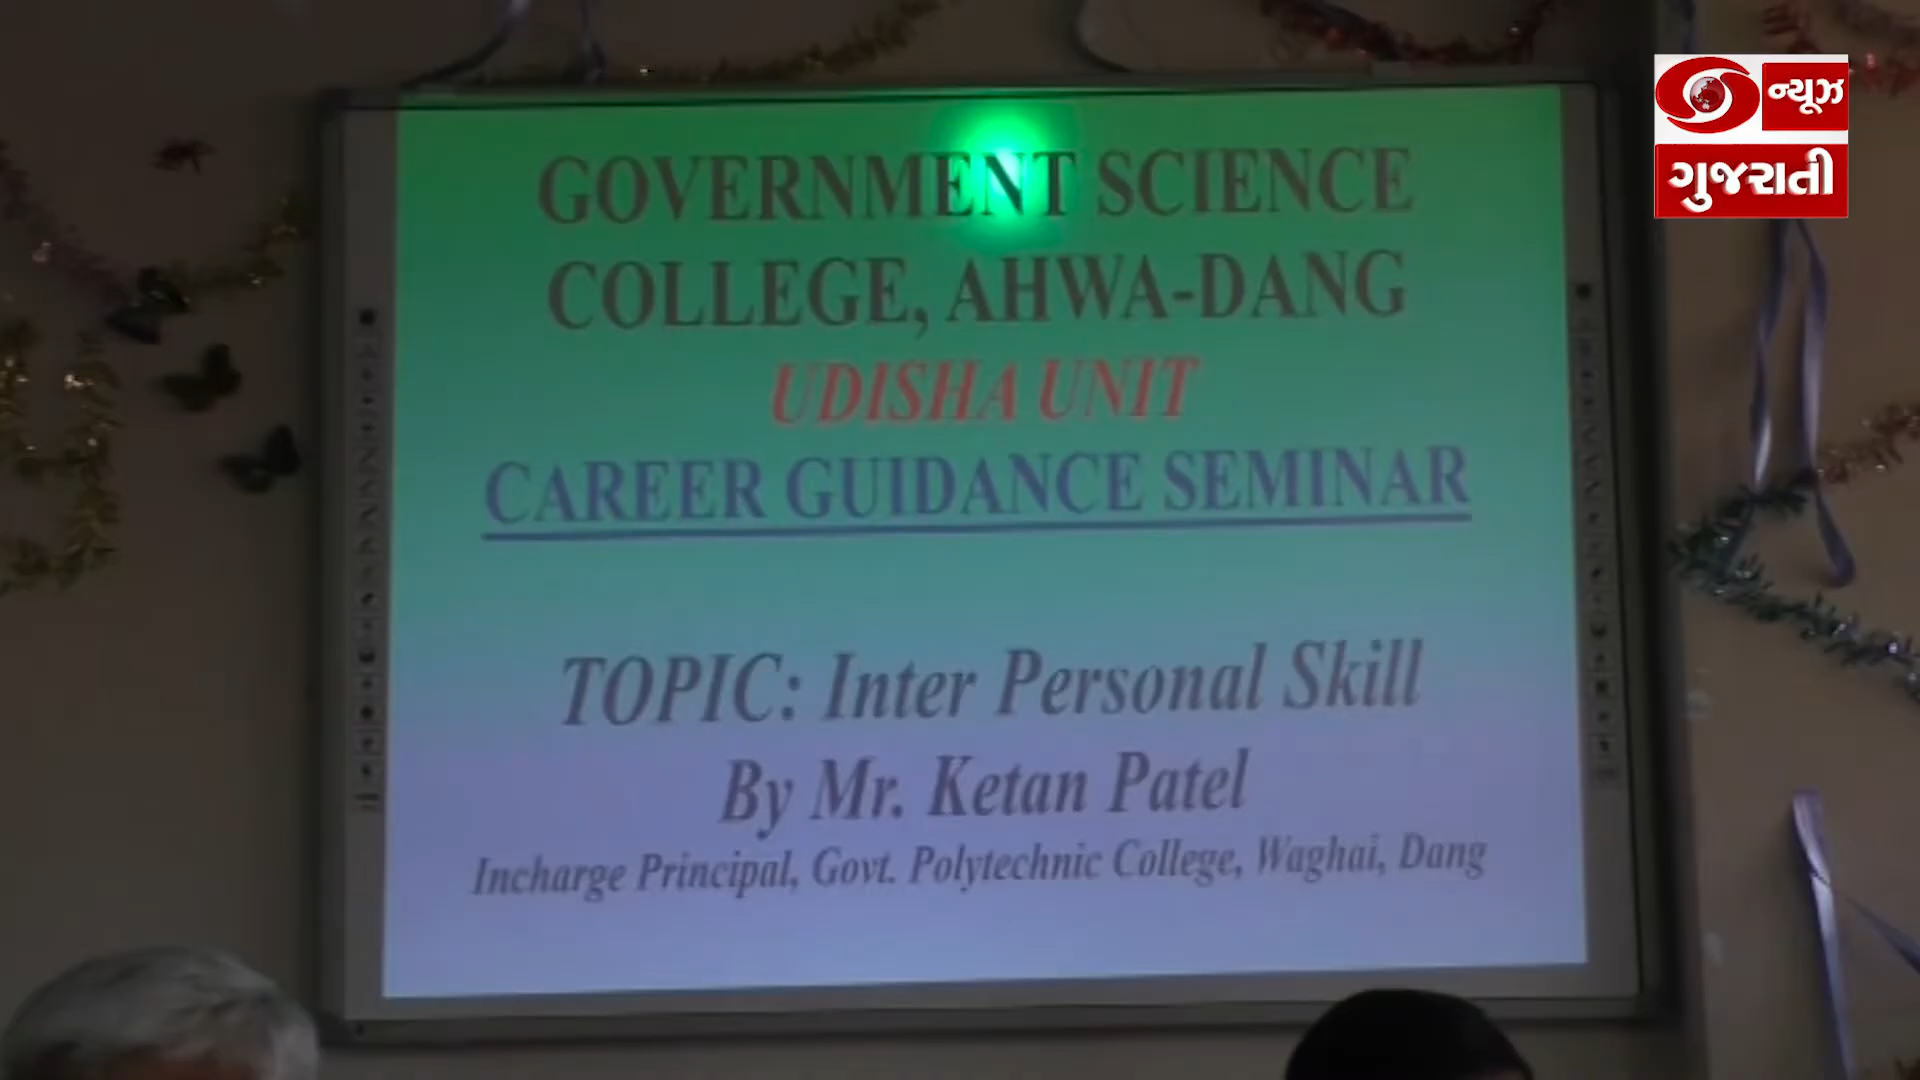 ન્યૂઝ
ગુજરાતી
GOVERNMENT SCIENCE
COLLEGE, AHWA-DANG
UDISHA UNIT
CAREER GUIDANCE SEMINAR
TOPIC: Inter Personal Skill
By Mr. Ketan Patel
Incharge Principal, Govt. Polytechnic College, Waghai, Dang